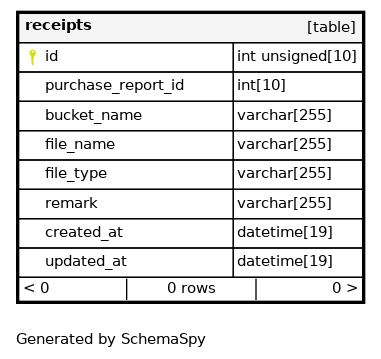 receipts [table]
id int unsigned[10]
purchase_report_id int[10]
bucket_name varchar[255]
file_name varchar[255]
file_type varchar[255]
remark varchar[255]
created_at datetime[19]
updated_at datetime[19]
< 0 0 rows 0 >
Generated by SchemaSpy